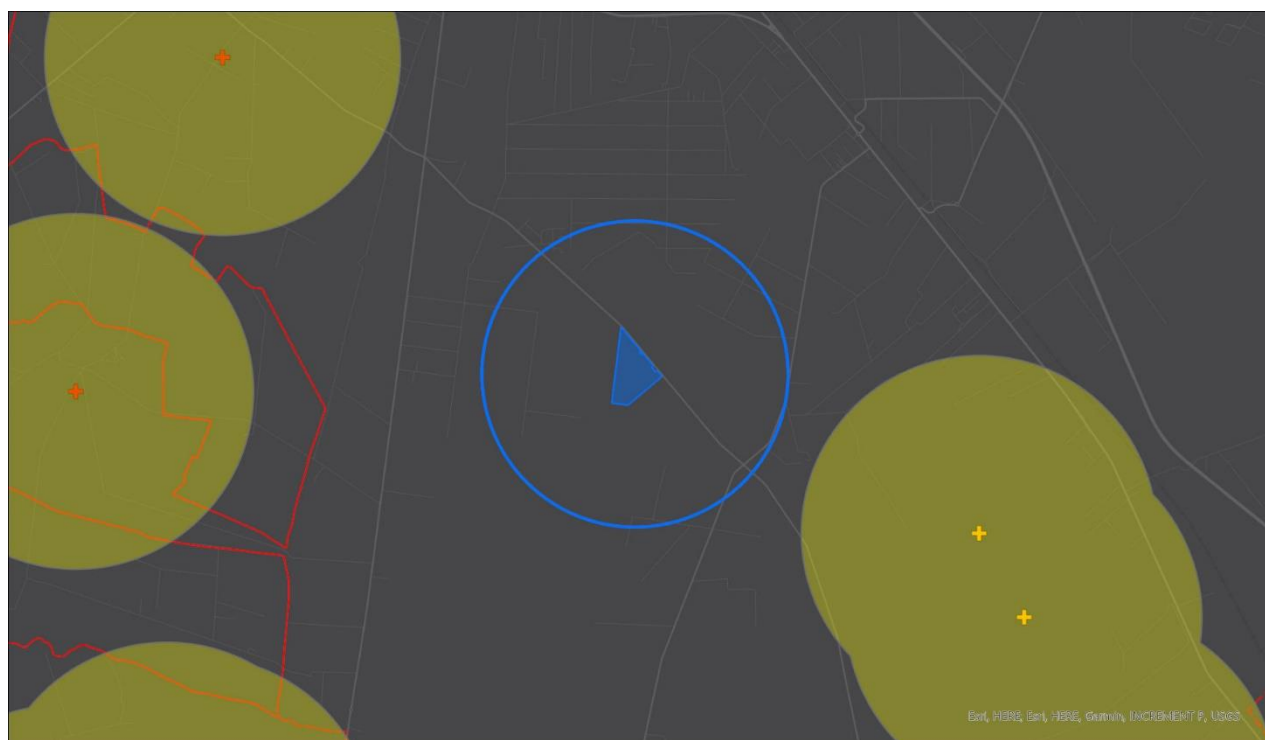 Esri, HERE, Esri, HERE, Garmin, INCREMENT P, USGS